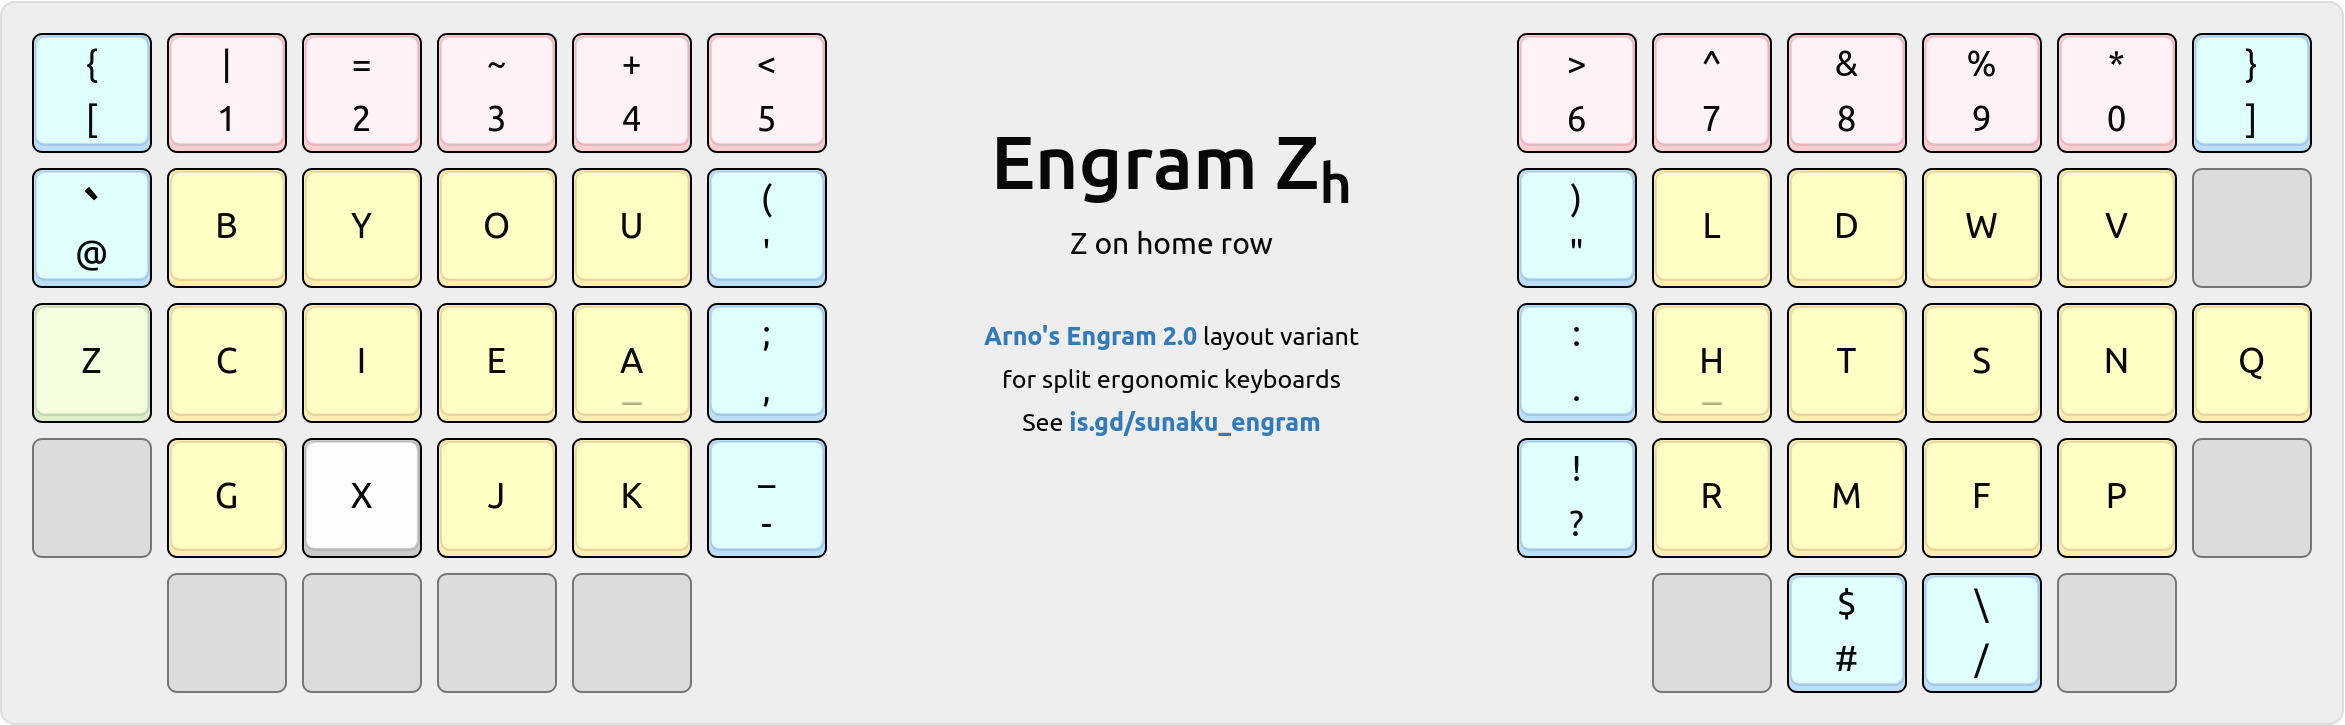 { | = ~ + < > ^ & % * }
[ 1 2 3 4 5 6 7 8 9 0 ]
Engram Zh
` ( )
B Y O U L D W V
@ ' "
Z on home row
; :
Arno's Engram 2.0 layout variant
Z C I E A H T S N Q
for split ergonomic keyboards
_ , . _
See is.gd/sunaku_engram
_ !
G X J K R M F P
- ?
$ \
# /